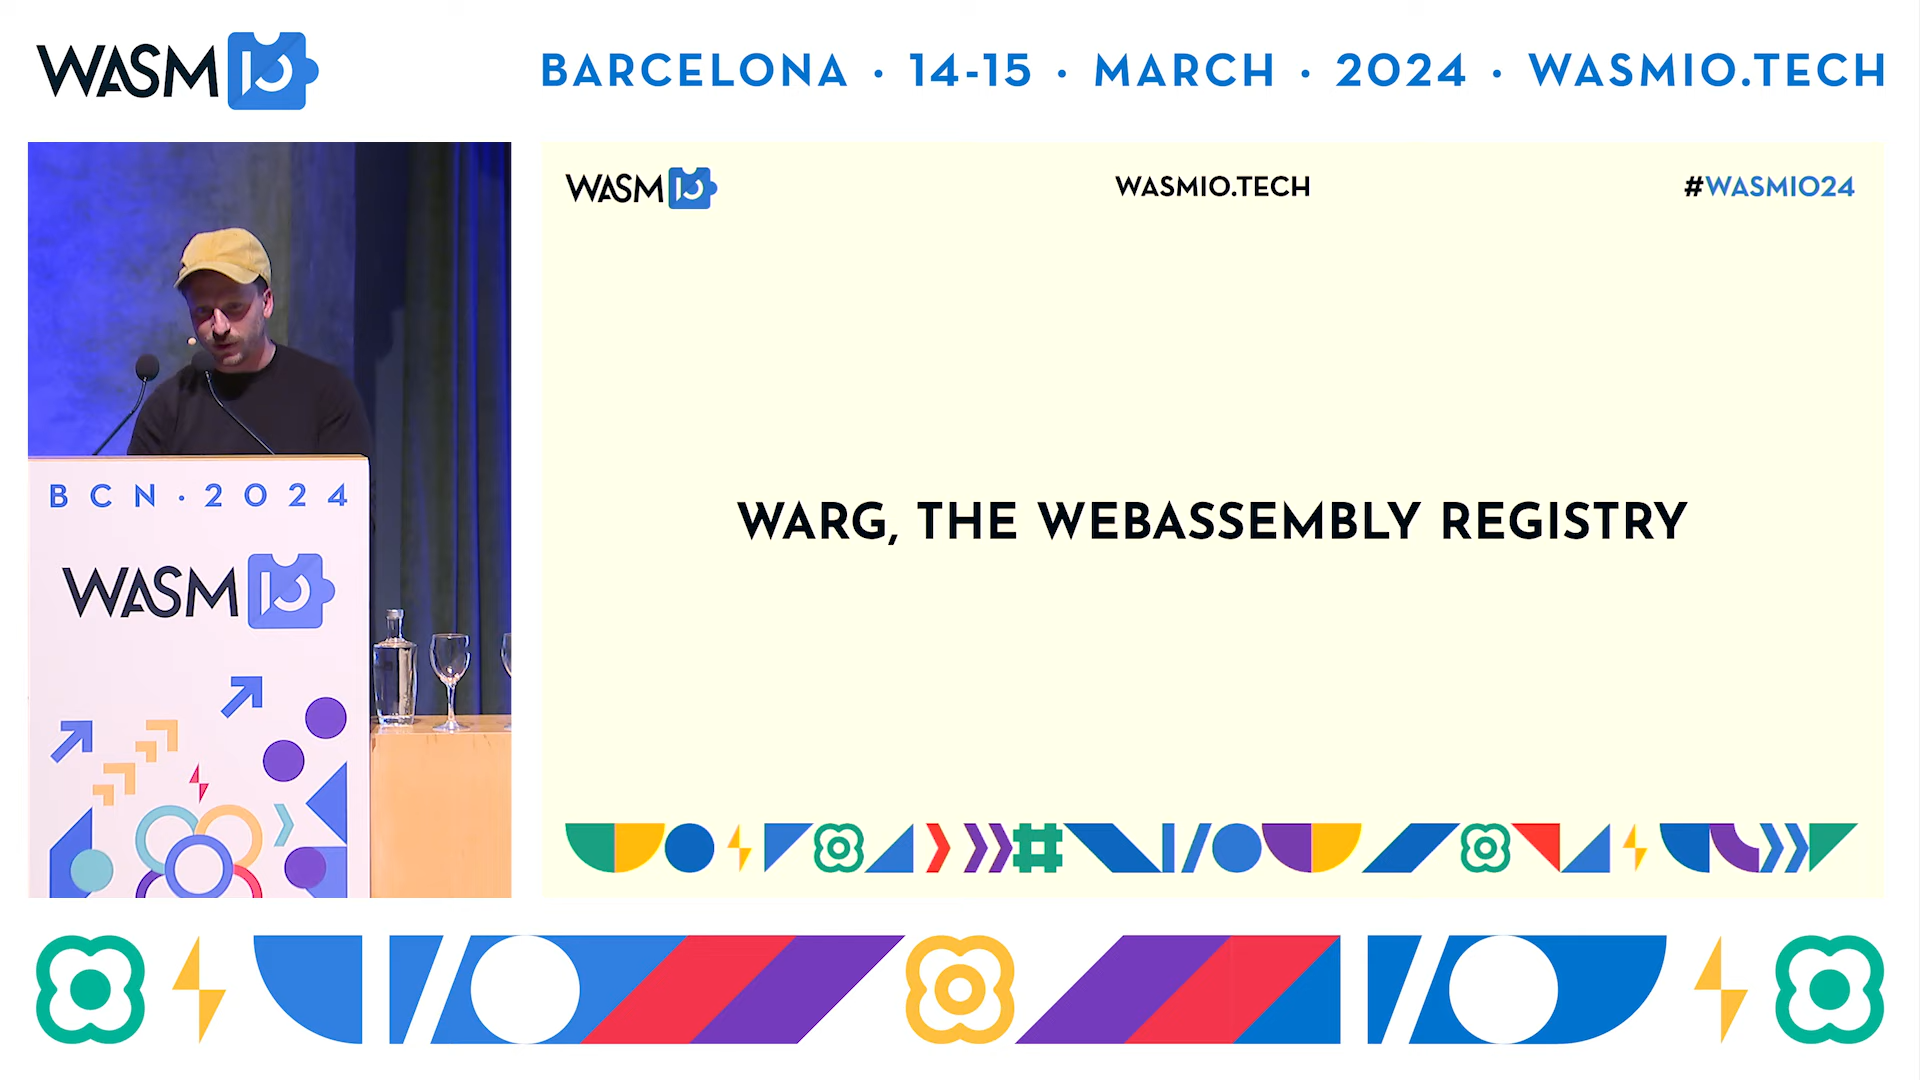 WASM IO
BARCELONA · 14-15 · MARCH · 2024 · WASMIO.TECH
WASM IO
WASMIO.TECH
#WASMIO24
WARG, THE WEBASSEMBLY REGISTRY
BCN·2024
WASM IO